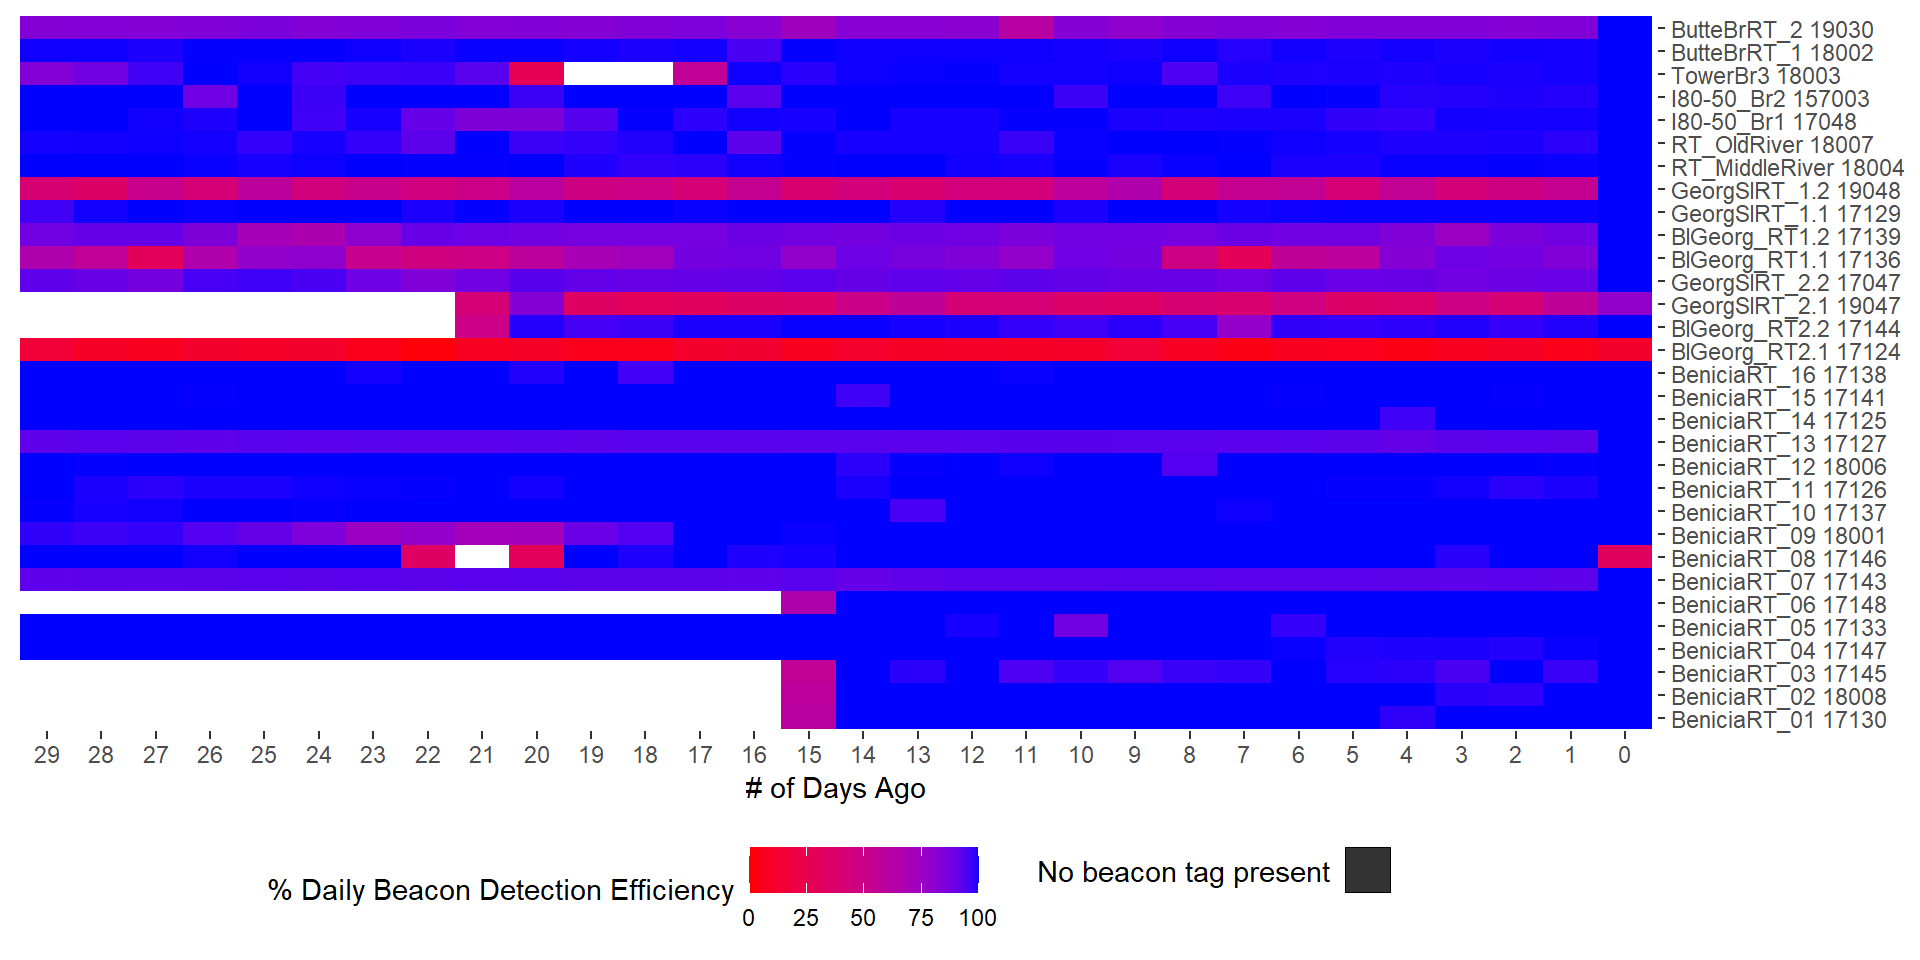 ButteBrRT_2 19030
ButteBrRT_1 18002
TowerBr3 18003
I80-50_Br2 157003
I80-50_Br1 17048
RT_OldRiver 18007
RT_MiddleRiver 18004
GeorgSlRT_1.2 19048
GeorgSlRT_1.1 17129
BlGeorg_RT1.2 17139
BlGeorg_RT1.1 17136
GeorgSlRT_2.2 17047
GeorgSlRT_2.1 19047
BlGeorg_RT2.2 17144
BlGeorg_RT2.1 17124
BeniciaRT_16 17138
BeniciaRT_15 17141
BeniciaRT_14 17125
BeniciaRT_13 17127
BeniciaRT_12 18006
BeniciaRT_11 17126
BeniciaRT_10 17137
BeniciaRT_09 18001
BeniciaRT_08 17146
BeniciaRT_07 17143
BeniciaRT_06 17148
BeniciaRT_05 17133
BeniciaRT_04 17147
BeniciaRT_03 17145
BeniciaRT_02 18008
BeniciaRT_01 17130
29 28 27 26 25 24 23 22 21 20 19 18 17 16 15 14 13 12 11 10 9 8 7 6 5 4 3 2 1 0
# of Days Ago
% Daily Beacon Detection Efficiency
0 25 50 75 100
No beacon tag present